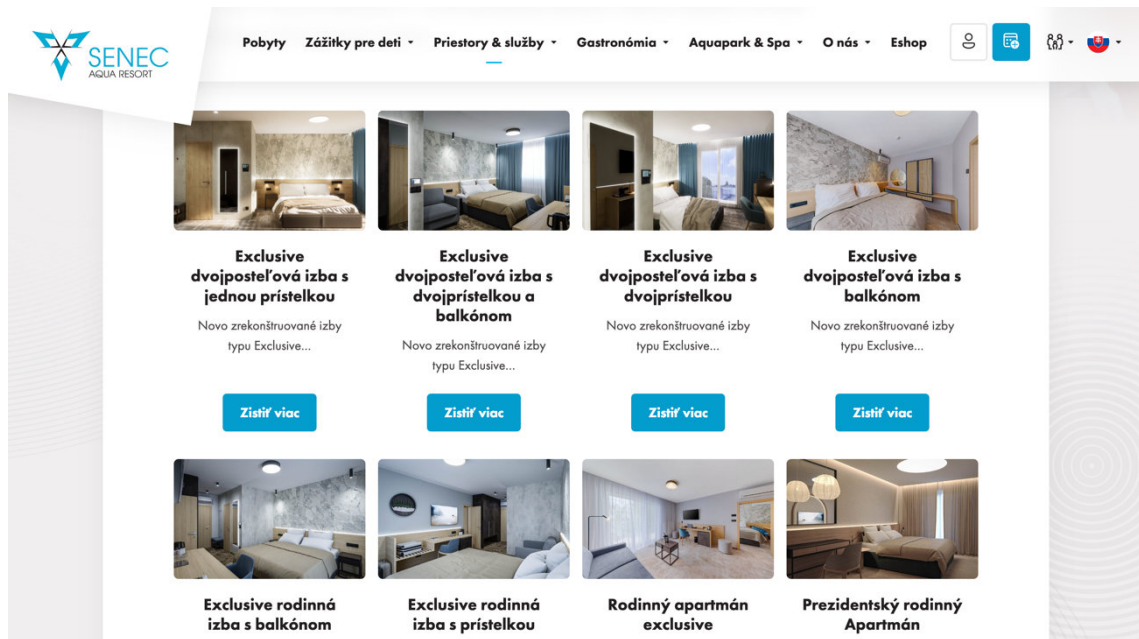 SENEC
AQUA RESORT
Pobyty Zážitky pre deti Priestory & služby Gastronómia Aquapark & Spa O nás Eshop
Exclusive
dvojposteľová izba s
jednou prístelkou
Novo zrekonštruované izby
typu Exclusive...
Zistiť viac
Exclusive
dvojposteľová izba s
dvojprístelkou a
balkónom
Novo zrekonštruované izby
typu Exclusive...
Zistiť viac
Exclusive
dvojposteľová izba s
dvojprístelkou
Novo zrekonštruované izby
typu Exclusive...
Zistiť viac
Exclusive
dvojposteľová izba s
balkónom
Novo zrekonštruované izby
typu Exclusive...
Zistiť viac
Exclusive rodinná
izba s balkónom
Exclusive rodinná
izba s prístelkou
Rodinný apartmán
exclusive
Prezidentský rodinný
Apartmán